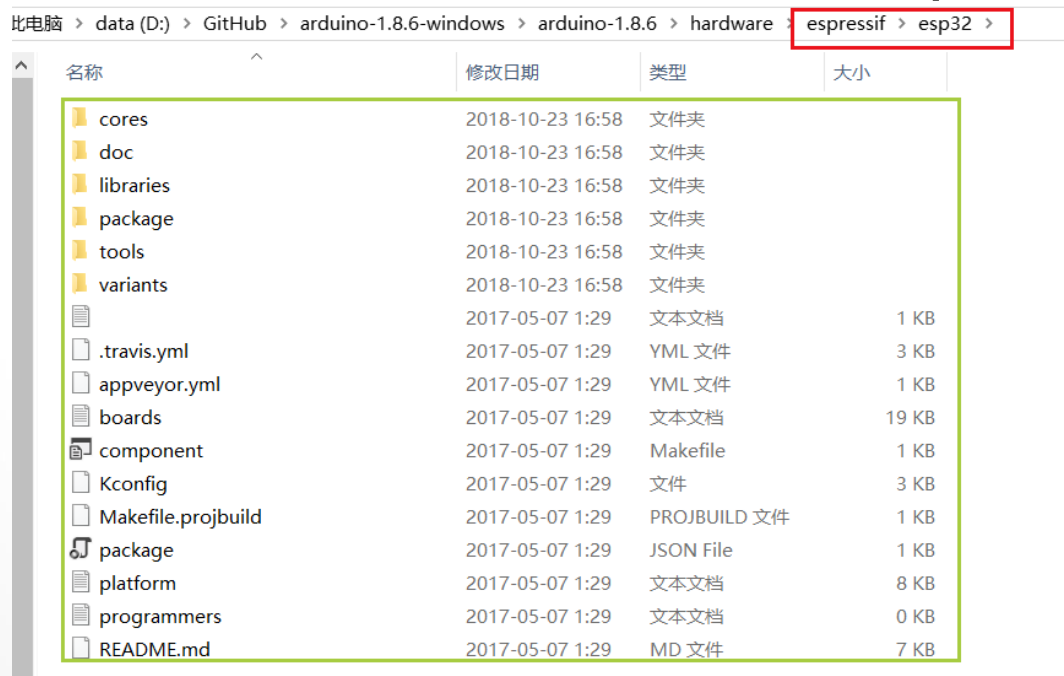 此电脑 > data (D:) > GitHub > arduino-1.8.6-windows > arduino-1.8.6 > hardware > espressif > esp32 >
名称 修改日期 类型 大小
cores 2018-10-23 16:58 文件夹
doc 2018-10-23 16:58 文件夹
libraries 2018-10-23 16:58 文件夹
package 2018-10-23 16:58 文件夹
tools 2018-10-23 16:58 文件夹
variants 2018-10-23 16:58 文件夹
2017-05-07 1:29 文本文档 1 KB
.travis.yml 2017-05-07 1:29 YML 文件 3 KB
appveyor.yml 2017-05-07 1:29 YML 文件 1 KB
boards 2017-05-07 1:29 文本文档 19 KB
component 2017-05-07 1:29 Makefile 1 KB
Kconfig 2017-05-07 1:29 文件 3 KB
Makefile.projbuild 2017-05-07 1:29 PROJBUILD 文件 1 KB
package 2017-05-07 1:29 JSON File 1 KB
platform 2017-05-07 1:29 文本文档 8 KB
programmers 2017-05-07 1:29 文本文档 0 KB
README.md 2017-05-07 1:29 MD 文件 7 KB